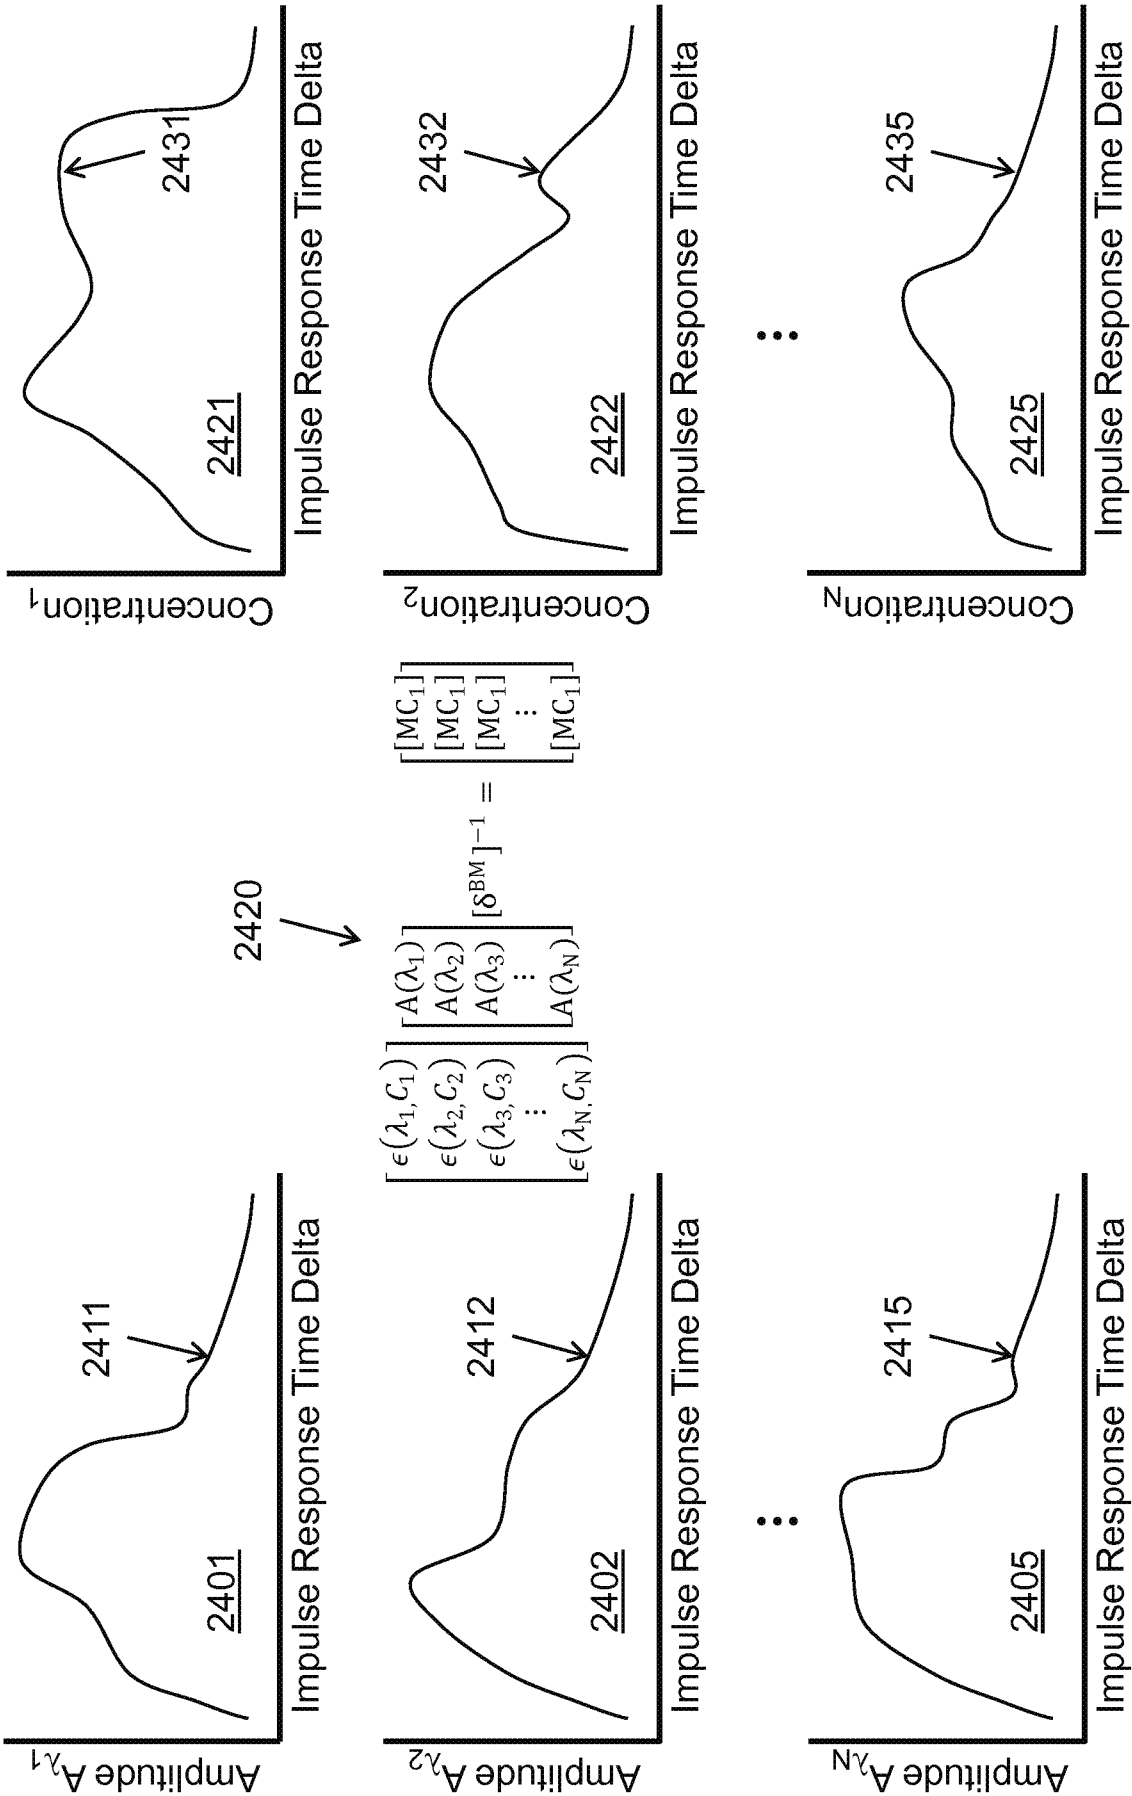 Amplitude Aλ1
2401
2411
Impulse Response Time Delta
Amplitude Aλ2
2402
2412
Impulse Response Time Delta
...
Amplitude AλN
2405
2415
Impulse Response Time Delta
2420
[ϵ(λ1,C1) ϵ(λ2,C2) ϵ(λ3,C3) ⋮ ϵ(λN,CN)] [A(λ1) A(λ2) A(λ3) ⋮ A(λN)] [δ^BM]^−1 = [[MC1] [MC1] [MC1] ⋮ [MC1]]
Concentration1
2421
2431
Impulse Response Time Delta
Concentration2
2422
2432
Impulse Response Time Delta
...
ConcentrationN
2425
2435
Impulse Response Time Delta